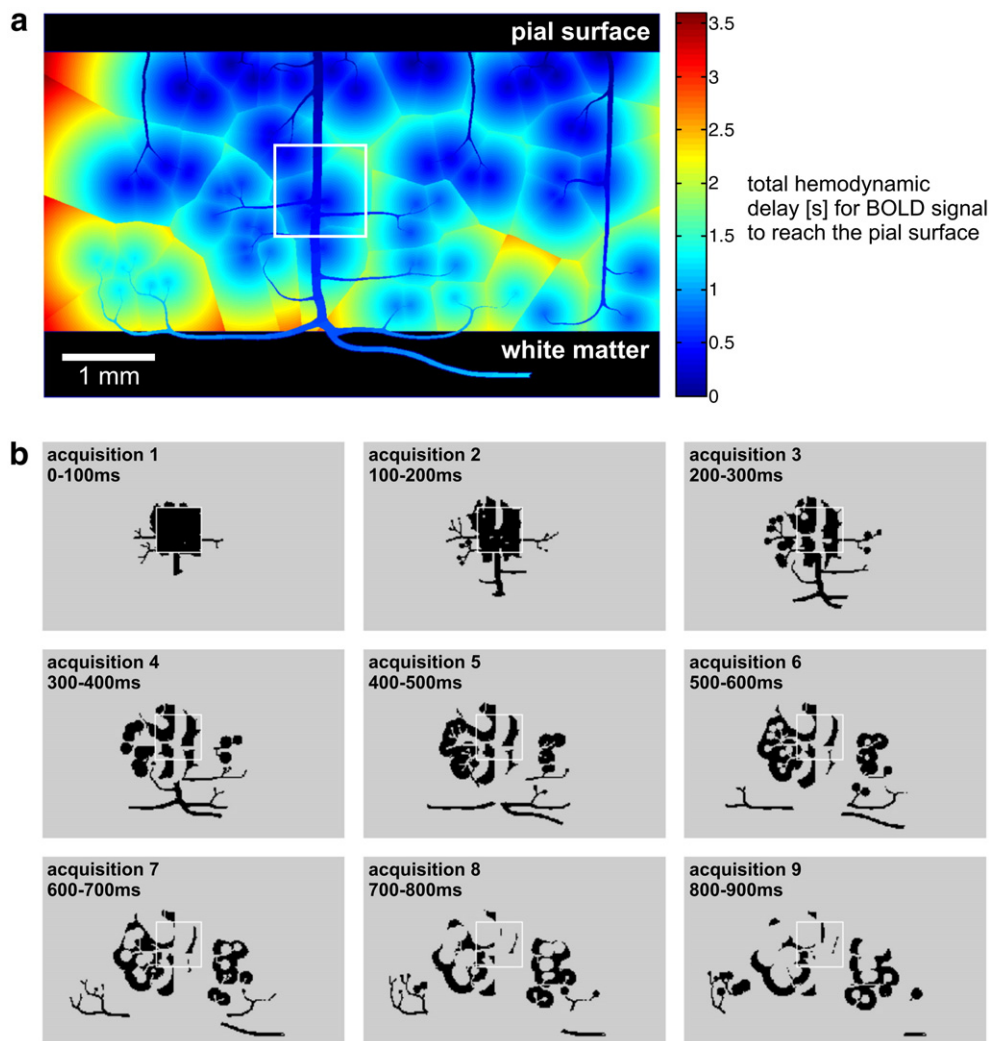 a
pial surface
white matter
1 mm
3.5
3
2.5
2
1.5
1
0.5
0
total hemodynamic
delay [s] for BOLD signal
to reach the pial surface
b
acquisition 1
0-100ms
acquisition 2
100-200ms
acquisition 3
200-300ms
acquisition 4
300-400ms
acquisition 5
400-500ms
acquisition 6
500-600ms
acquisition 7
600-700ms
acquisition 8
700-800ms
acquisition 9
800-900ms